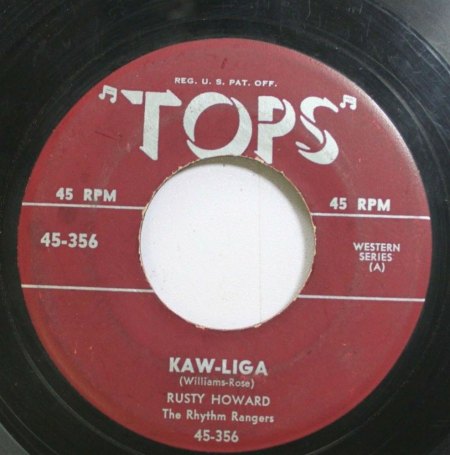 REG. U. S. PAT. OFF.
"TOPS"
45 RPM 45 RPM
45-356 WESTERN
SERIES
(A)
KAW-LIGA
(Williams-Rose)
RUSTY HOWARD
The Rhythm Rangers
45-356